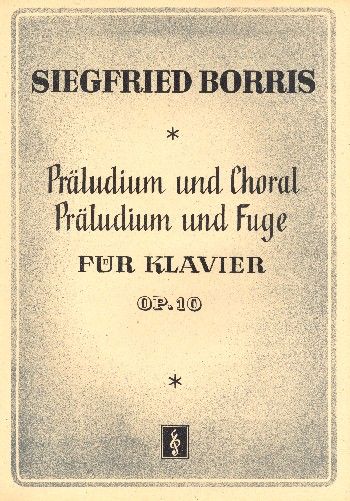 SIEGFRIED BORRIS
*
Präludium und Choral
Präludium und Fuge
FÜR KLAVIER
OP. 10
*